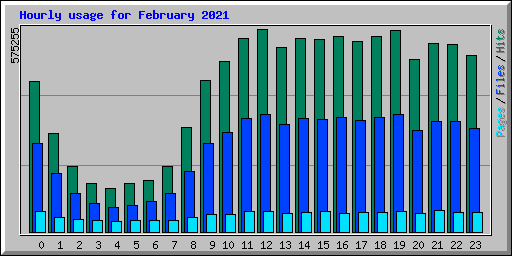 Hourly usage for February 2021
575255
Pages / Files / Hits
0 1 2 3 4 5 6 7 8 9 10 11 12 13 14 15 16 17 18 19 20 21 22 23